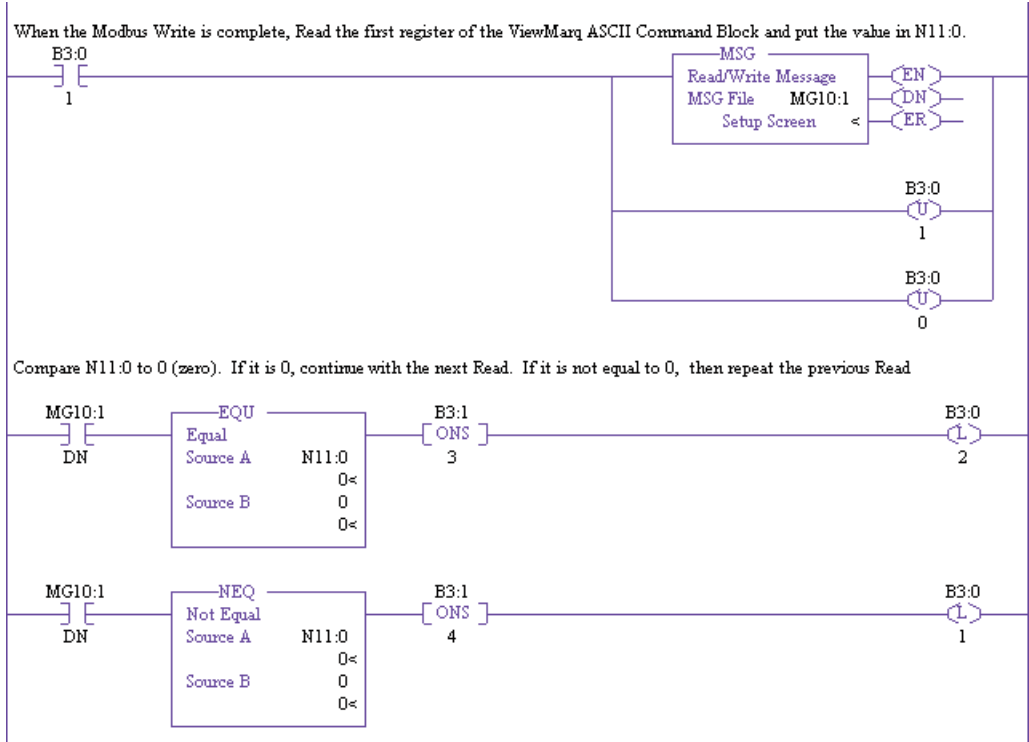 When the Modbus Write is complete, Read the first register of the ViewMarq ASCII Command Block and put the value in N11:0.
B3:0
1
MSG
Read/Write Message
MSG File MG10:1
Setup Screen <
EN
DN
ER
B3:0
U
1
B3:0
U
0
Compare N11:0 to 0 (zero). If it is 0, continue with the next Read. If it is not equal to 0, then repeat the previous Read
MG10:1
DN
EQU
Equal
Source A N11:0
0<
Source B 0
0<
B3:1
ONS
3
B3:0
L
2
MG10:1
DN
NEQ
Not Equal
Source A N11:0
0<
Source B 0
0<
B3:1
ONS
4
B3:0
L
1